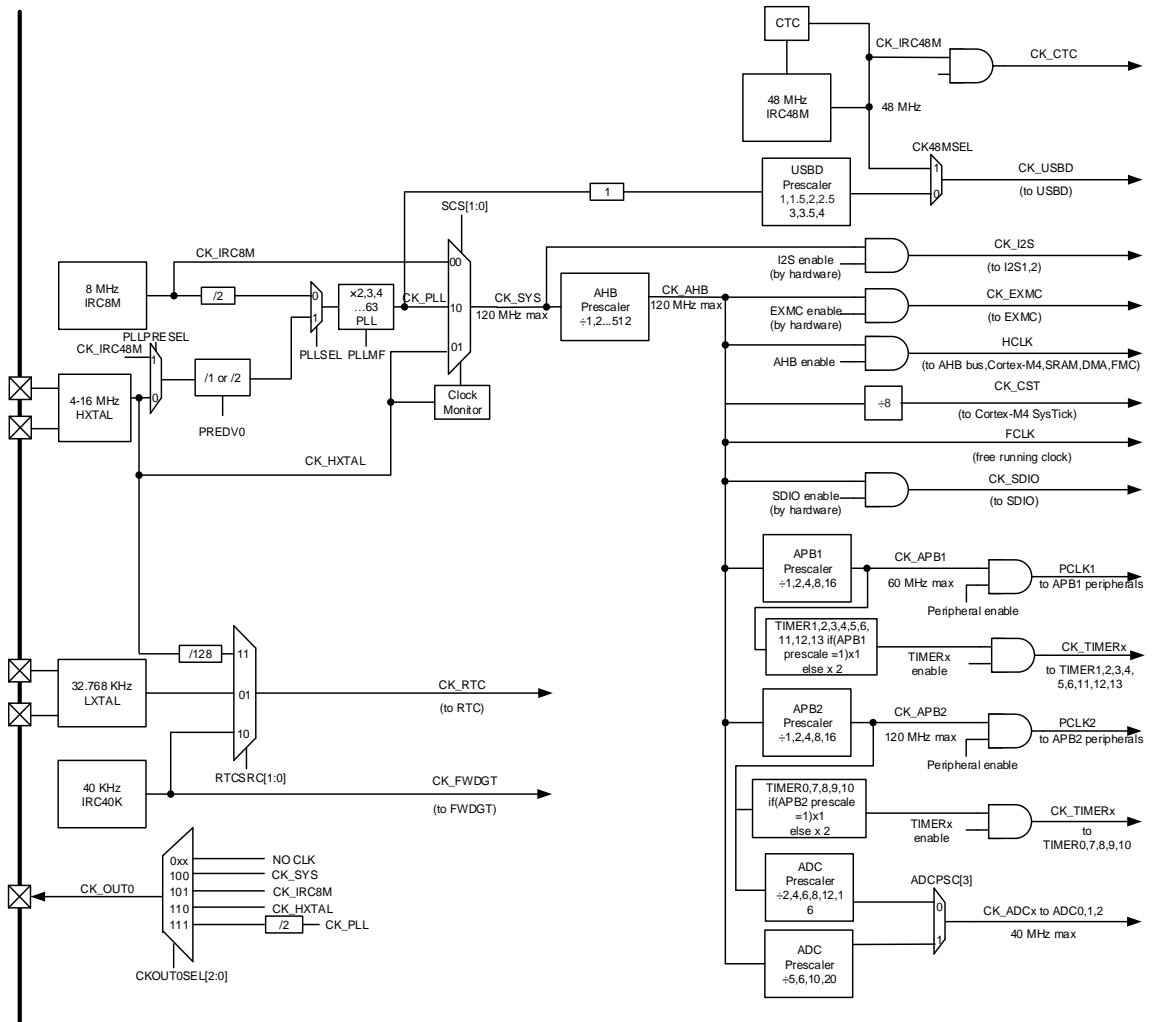 CTC
CK_IRC48M
CK_CTC
48 MHz
IRC48M
48 MHz
CK48MSEL
USBD
Prescaler
1,1.5,2,2.5
3,3.5,4
1
0
CK_USBD
(to USBD)
1
SCS[1:0]
CK_IRC8M
00
8 MHz
IRC8M
/2
0
1
×2,3,4
…63
PLL
CK_PLL
10
CK_SYS
120 MHz max
AHB
Prescaler
÷1,2...512
CK_AHB
120 MHz max
I2S enable
(by hardware)
CK_I2S
(to I2S1,2)
EXMC enable
(by hardware)
CK_EXMC
(to EXMC)
AHB enable
HCLK
(to AHB bus,Cortex-M4,SRAM,DMA,FMC)
PLLPRESEL
CK_IRC48M
1
0
PLLSEL
PLLMF
01
4-16 MHz
HXTAL
/1 or /2
PREDV0
Clock
Monitor
÷8
CK_CST
(to Cortex-M4 SysTick)
FCLK
(free running clock)
CK_HXTAL
SDIO enable
(by hardware)
CK_SDIO
(to SDIO)
APB1
Prescaler
÷1,2,4,8,16
CK_APB1
60 MHz max
Peripheral enable
PCLK1
to APB1 peripherals
TIMER1,2,3,4,5,6,
11,12,13 if(APB1
prescale =1)x1
else x 2
TIMERx
enable
CK_TIMERx
to TIMER1,2,3,4,
5,6,11,12,13
/128
11
32.768 KHz
LXTAL
01
10
CK_RTC
(to RTC)
RTCSRC[1:0]
APB2
Prescaler
÷1,2,4,8,16
CK_APB2
120 MHz max
Peripheral enable
PCLK2
to APB2 peripherals
40 KHz
IRC40K
CK_FWDGT
(to FWDGT)
TIMER0,7,8,9,10
if(APB2 prescale
=1)x1
else x 2
TIMERx
enable
CK_TIMERx
to
TIMER0,7,8,9,10
CK_OUT0
0xx
NO CLK
100
CK_SYS
101
CK_IRC8M
110
CK_HXTAL
111
/2
CK_PLL
CKOUT0SEL[2:0]
ADC
Prescaler
÷2,4,6,8,12,1
6
ADCPSC[3]
0
1
CK_ADCx to ADC0,1,2
40 MHz max
ADC
Prescaler
÷5,6,10,20